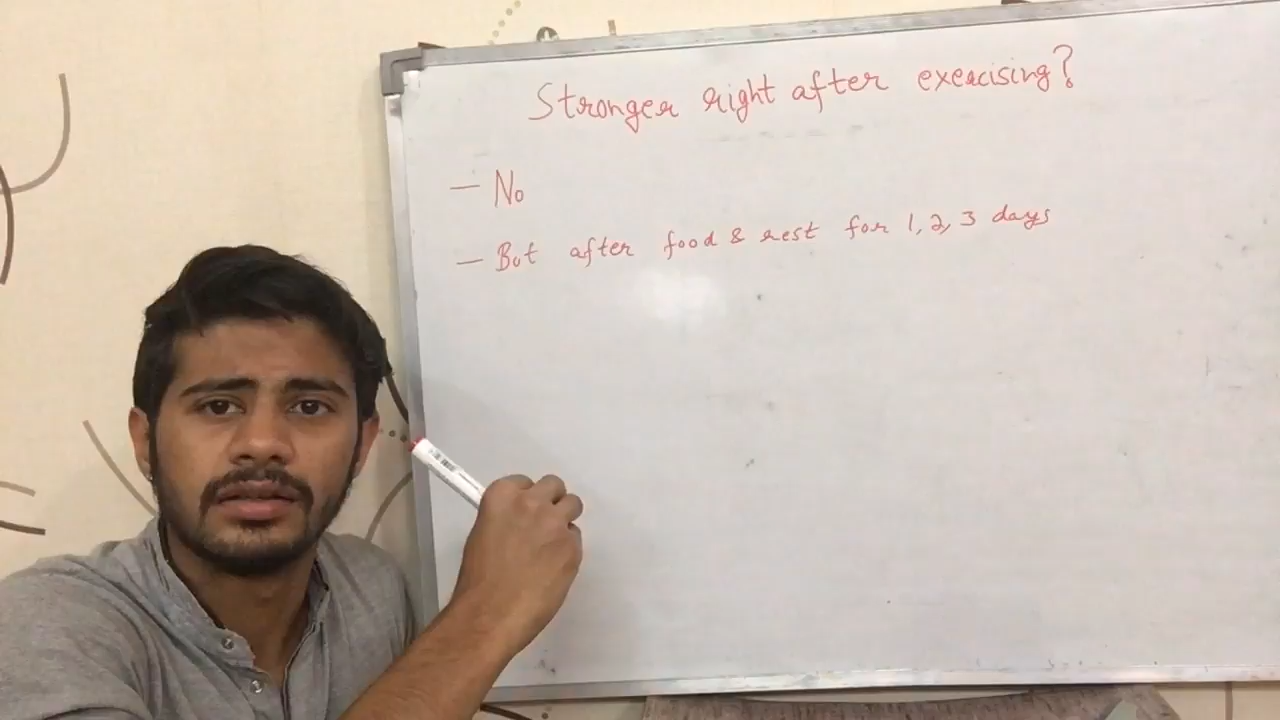 Stronger right after exercising?
— No
— But after food & rest for 1, 2, 3 days